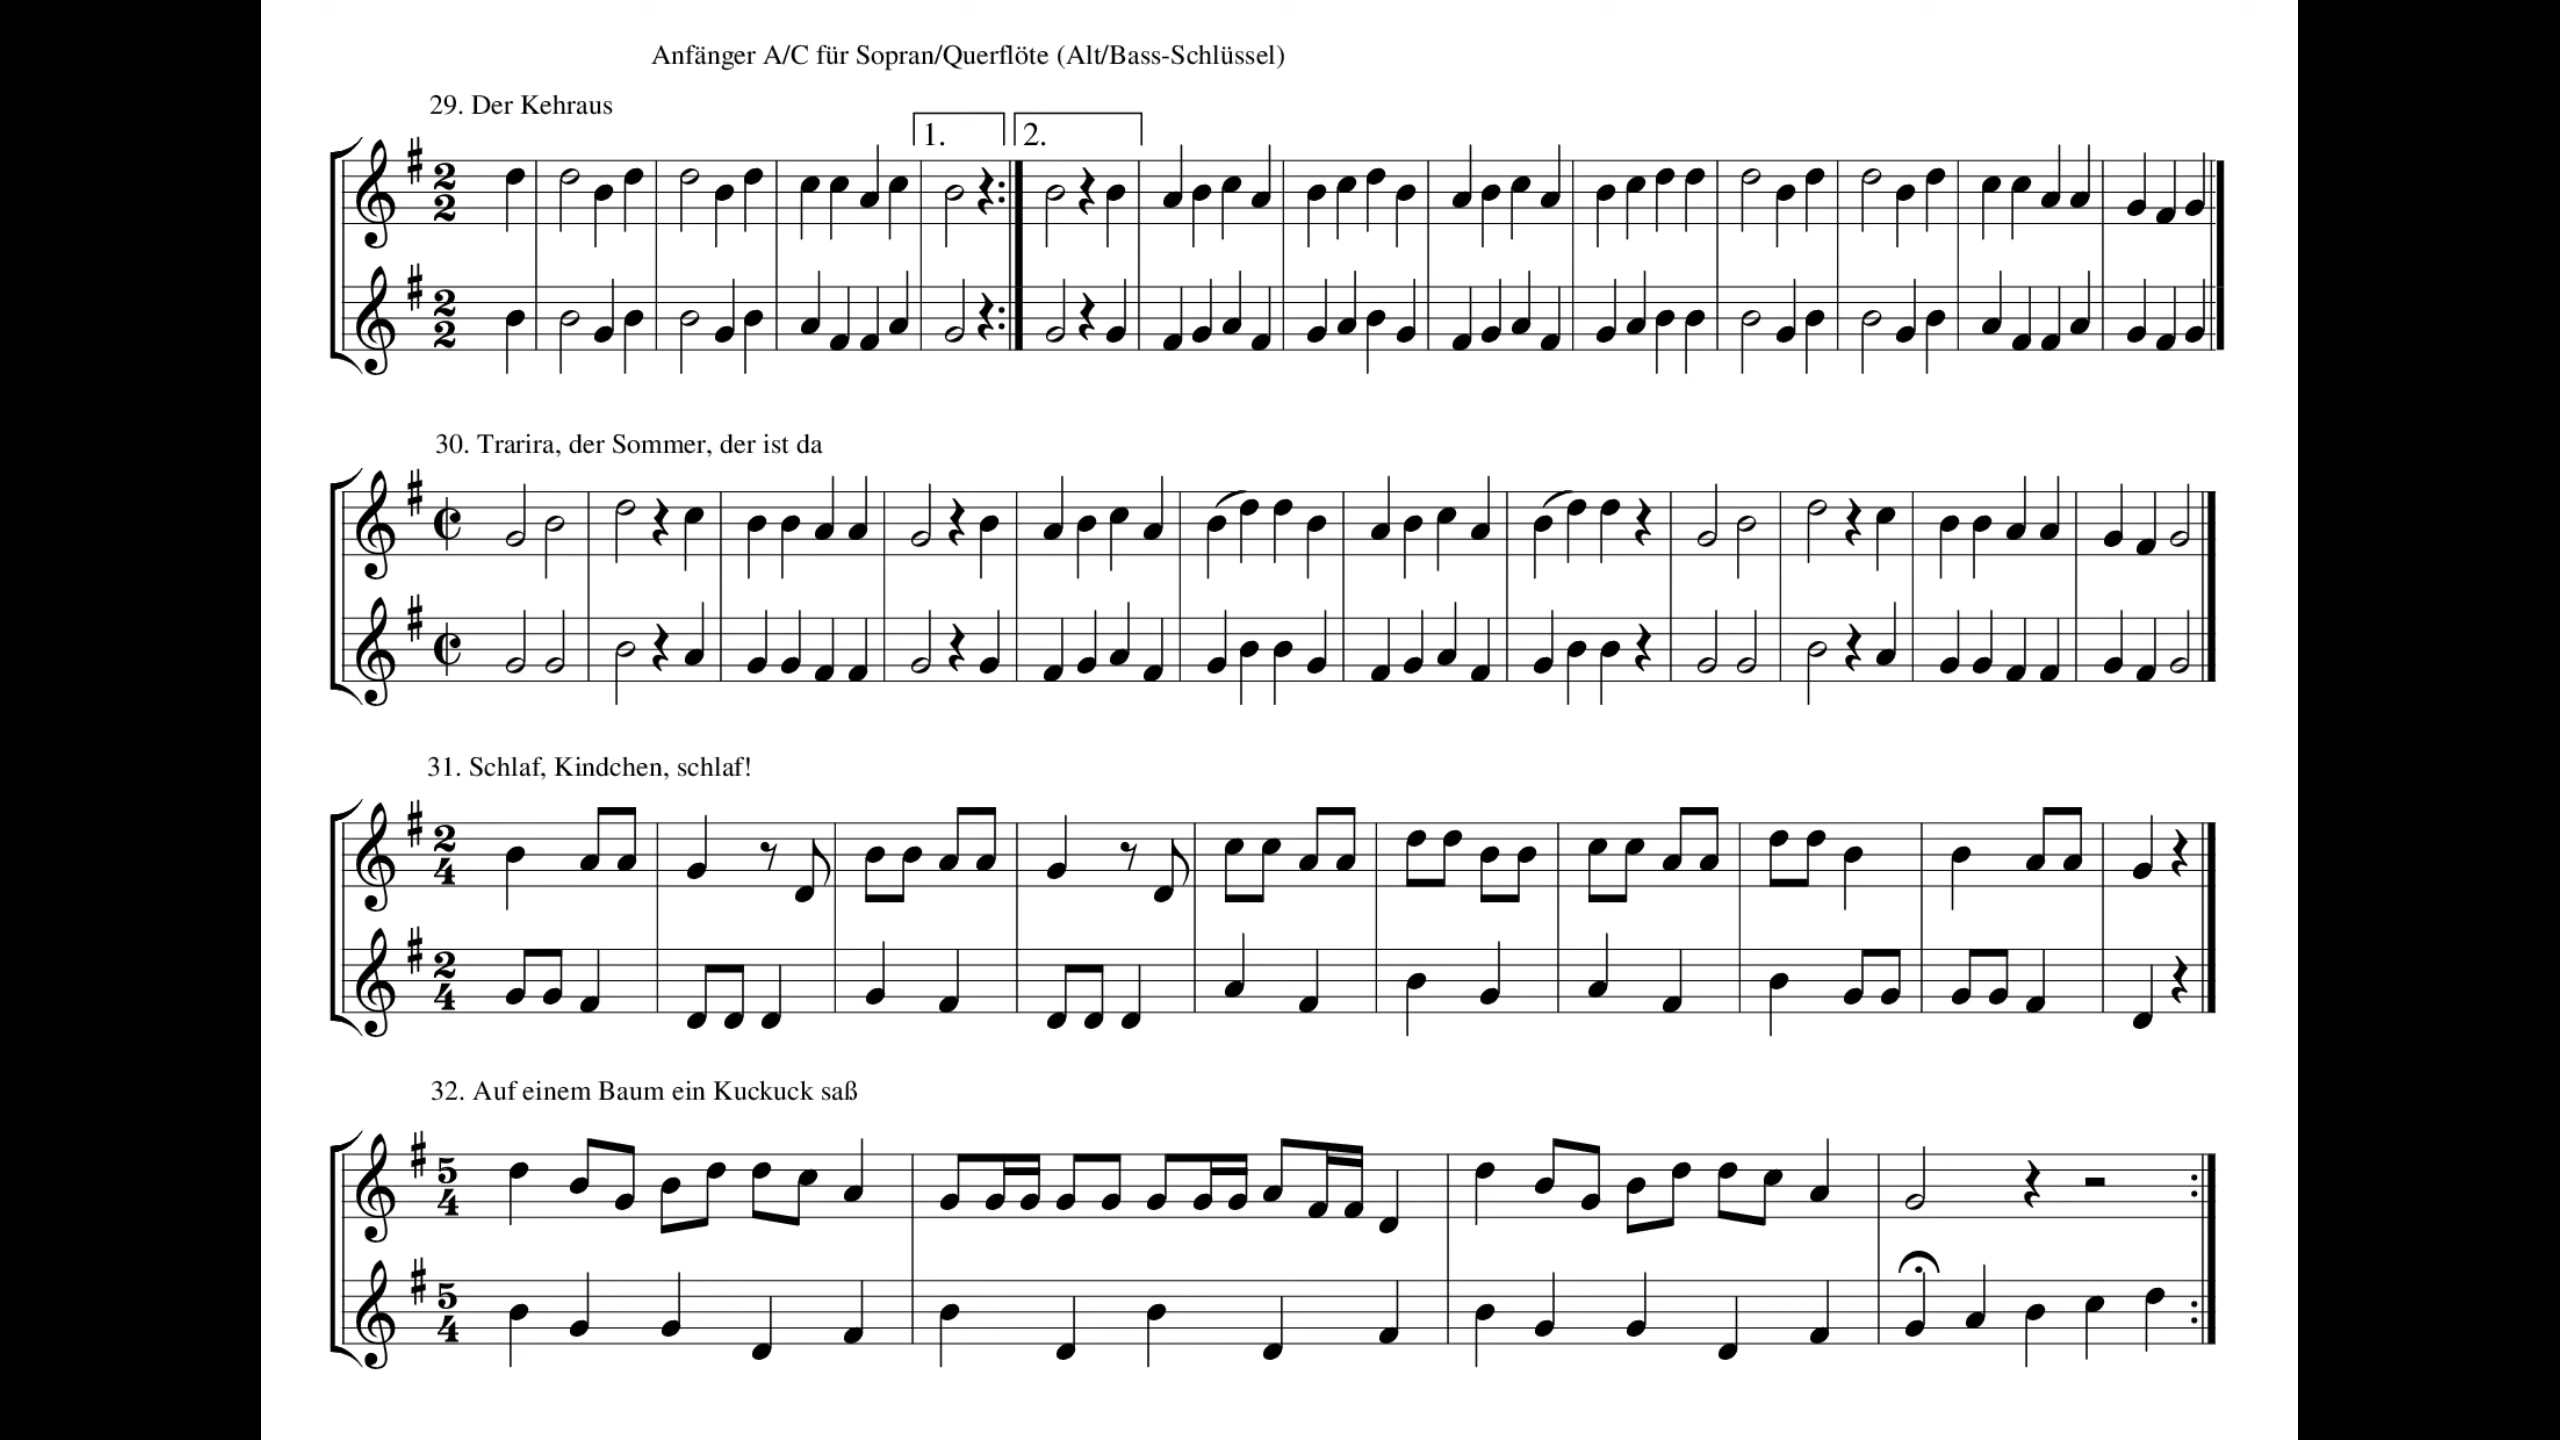 Anfänger A/C für Sopran/Querflöte (Alt/Bass-Schlüssel)
29. Der Kehraus
1. 2.
30. Trarira, der Sommer, der ist da
31. Schlaf, Kindchen, schlaf!
32. Auf einem Baum ein Kuckuck saß